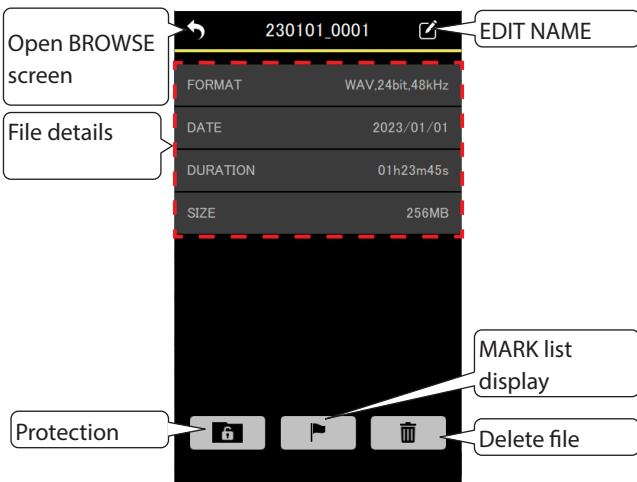 Open BROWSE
screen
230101_0001
EDIT NAME
File details
FORMAT WAV,24bit,48kHz
DATE 2023/01/01
DURATION 01h23m45s
SIZE 256MB
MARK list
display
Protection
Delete file